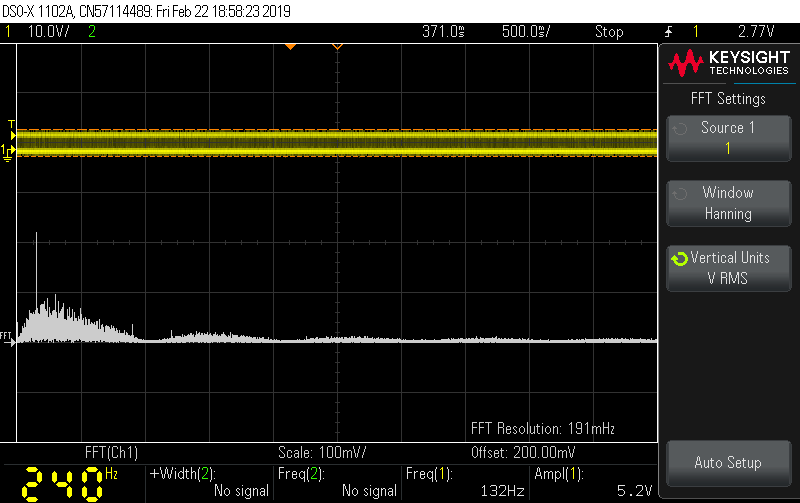 DSO-X 1102A, CN57114489: Fri Feb 22 18:58:23 2019
1 10.0V/ 2 371.0s 500.0s/ Stop 1 2.77V
KEYSIGHT
TECHNOLOGIES
FFT Settings
Source 1
1
Window
Hanning
Vertical Units
V RMS
T
1
FFT
FFT Resolution: 191mHz
FFT(Ch1) Scale: 100mV/ Offset: 200.00mV
Auto Setup
240Hz
+Width(2):
No signal
Freq(2):
No signal
Freq(1):
132Hz
Ampl(1):
5.2V